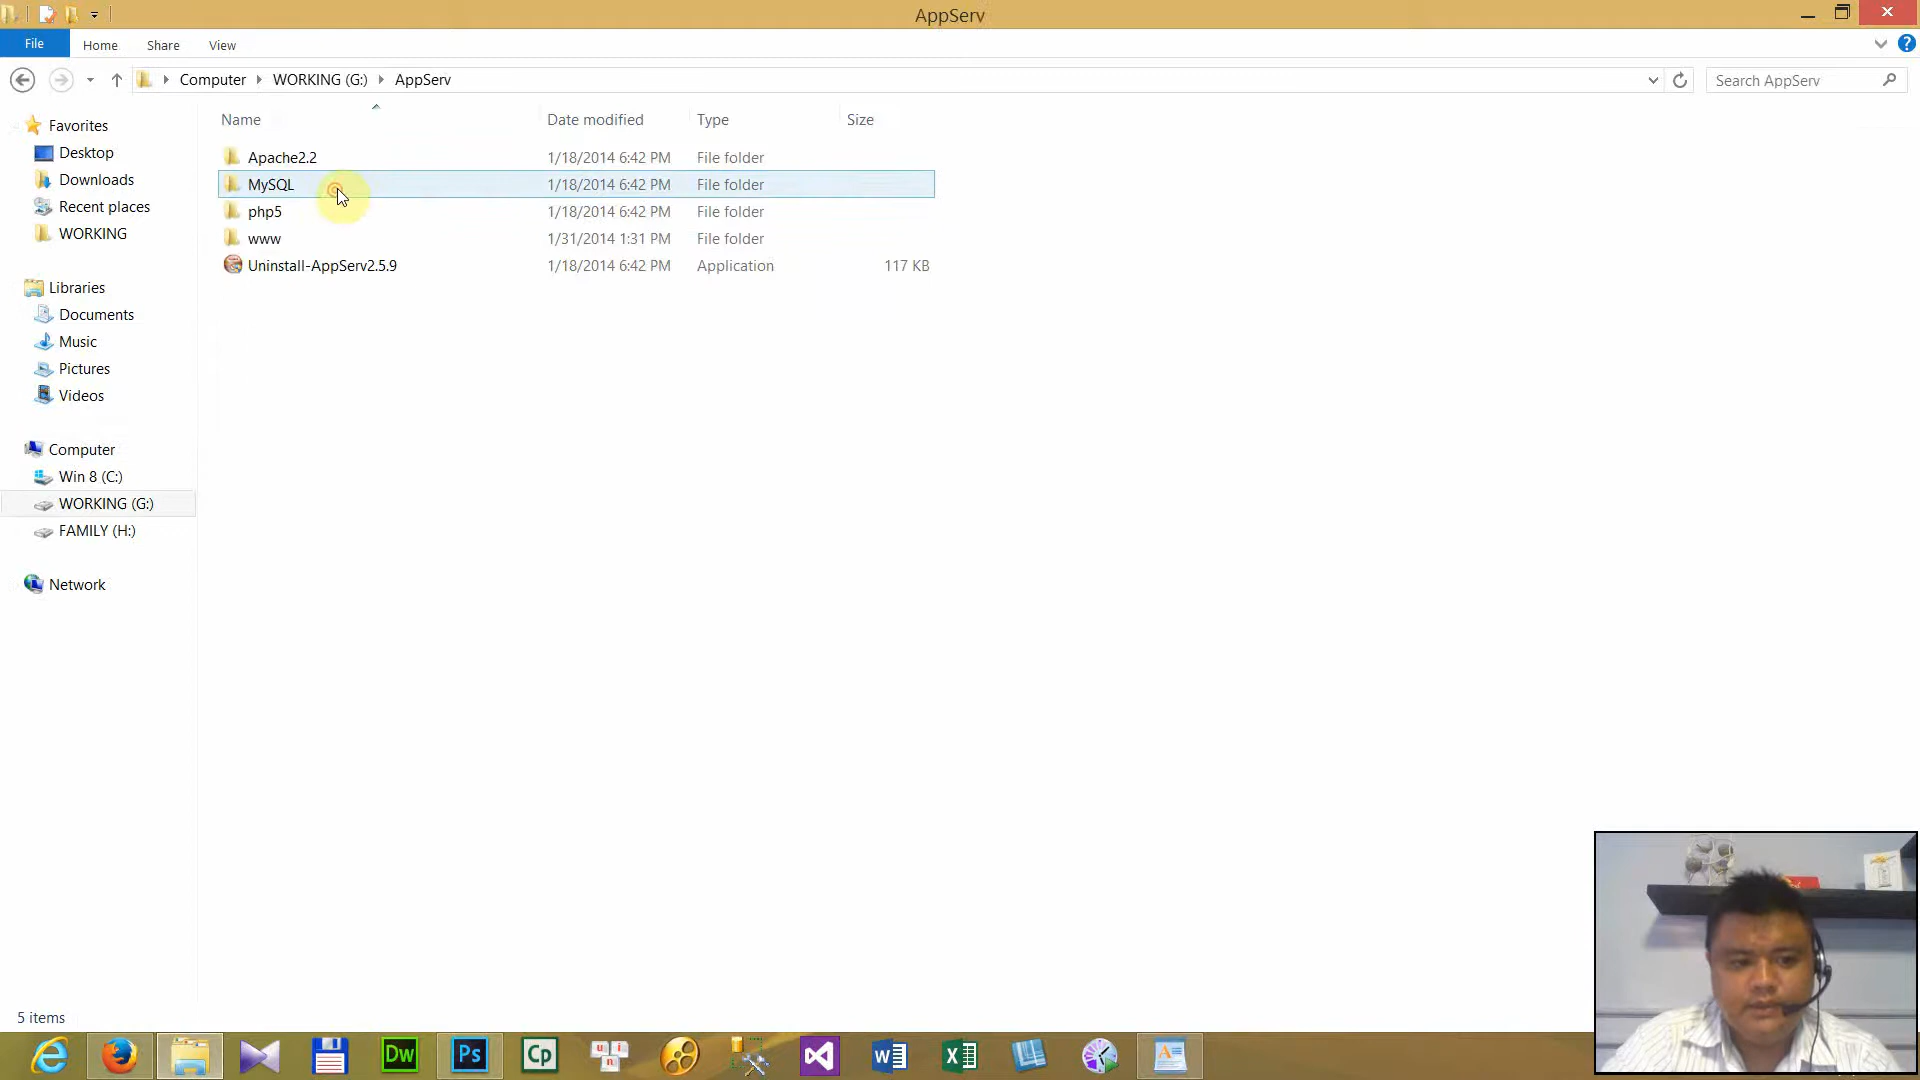 AppServ
File Home Share View
Computer WORKING (G:) AppServ
Search AppServ
Name Date modified Type Size
Favorites
Desktop
Downloads
Recent places
WORKING
Libraries
Documents
Music
Pictures
Videos
Computer
Win 8 (C:)
WORKING (G:)
FAMILY (H:)
Network
Apache2.2 1/18/2014 6:42 PM File folder
MySQL 1/18/2014 6:42 PM File folder
php5 1/18/2014 6:42 PM File folder
www 1/31/2014 1:31 PM File folder
Uninstall-AppServ2.5.9 1/18/2014 6:42 PM Application 117 KB
5 items
Dw Ps Cp u i n